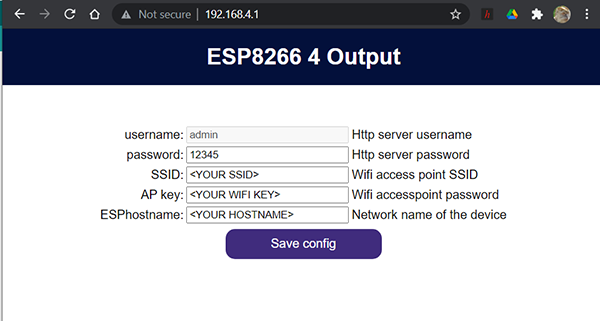 Not secure | 192.168.4.1
ESP8266 4 Output
username: admin Http server username
password: 12345 Http server password
SSID: <YOUR SSID> Wifi access point SSID
AP key: <YOUR WIFI KEY> Wifi accesspoint password
ESPhostname: <YOUR HOSTNAME> Network name of the device
Save config